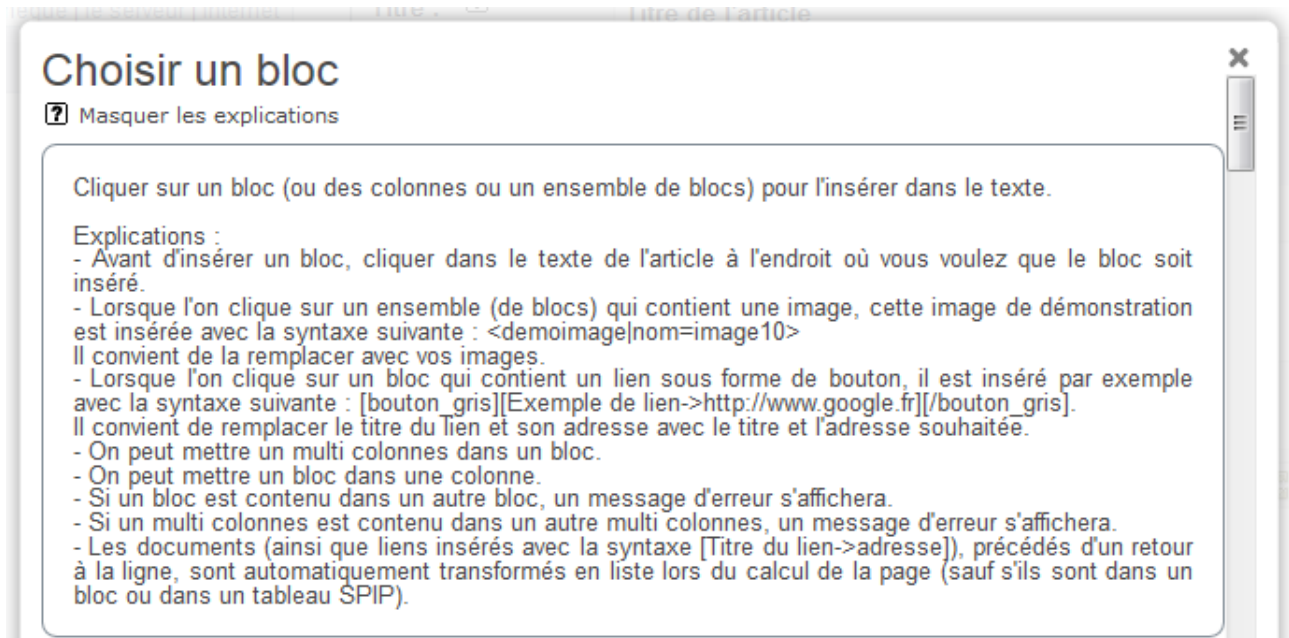 Titre :
Titre de l'article
Choisir un bloc
? Masquer les explications
Cliquer sur un bloc (ou des colonnes ou un ensemble de blocs) pour l'insérer dans le texte.
Explications :
- Avant d'insérer un bloc, cliquer dans le texte de l'article à l'endroit où vous voulez que le bloc soit
inséré.
- Lorsque l'on clique sur un ensemble (de blocs) qui contient une image, cette image de démonstration
est insérée avec la syntaxe suivante : <demoimage|nom=image10>
Il convient de la remplacer avec vos images.
- Lorsque l'on clique sur un bloc qui contient un lien sous forme de bouton, il est inséré par exemple
avec la syntaxe suivante : [bouton_gris][Exemple de lien->http://www.google.fr][/bouton_gris].
Il convient de remplacer le titre du lien et son adresse avec le titre et l'adresse souhaitée.
- On peut mettre un multi colonnes dans un bloc.
- On peut mettre un bloc dans une colonne.
- Si un bloc est contenu dans un autre bloc, un message d'erreur s'affichera.
- Si un multi colonnes est contenu dans un autre multi colonnes, un message d'erreur s'affichera.
- Les documents (ainsi que liens insérés avec la syntaxe [Titre du lien->adresse]), précédés d'un retour
à la ligne, sont automatiquement transformés en liste lors du calcul de la page (sauf s'ils sont dans un
bloc ou dans un tableau SPIP).